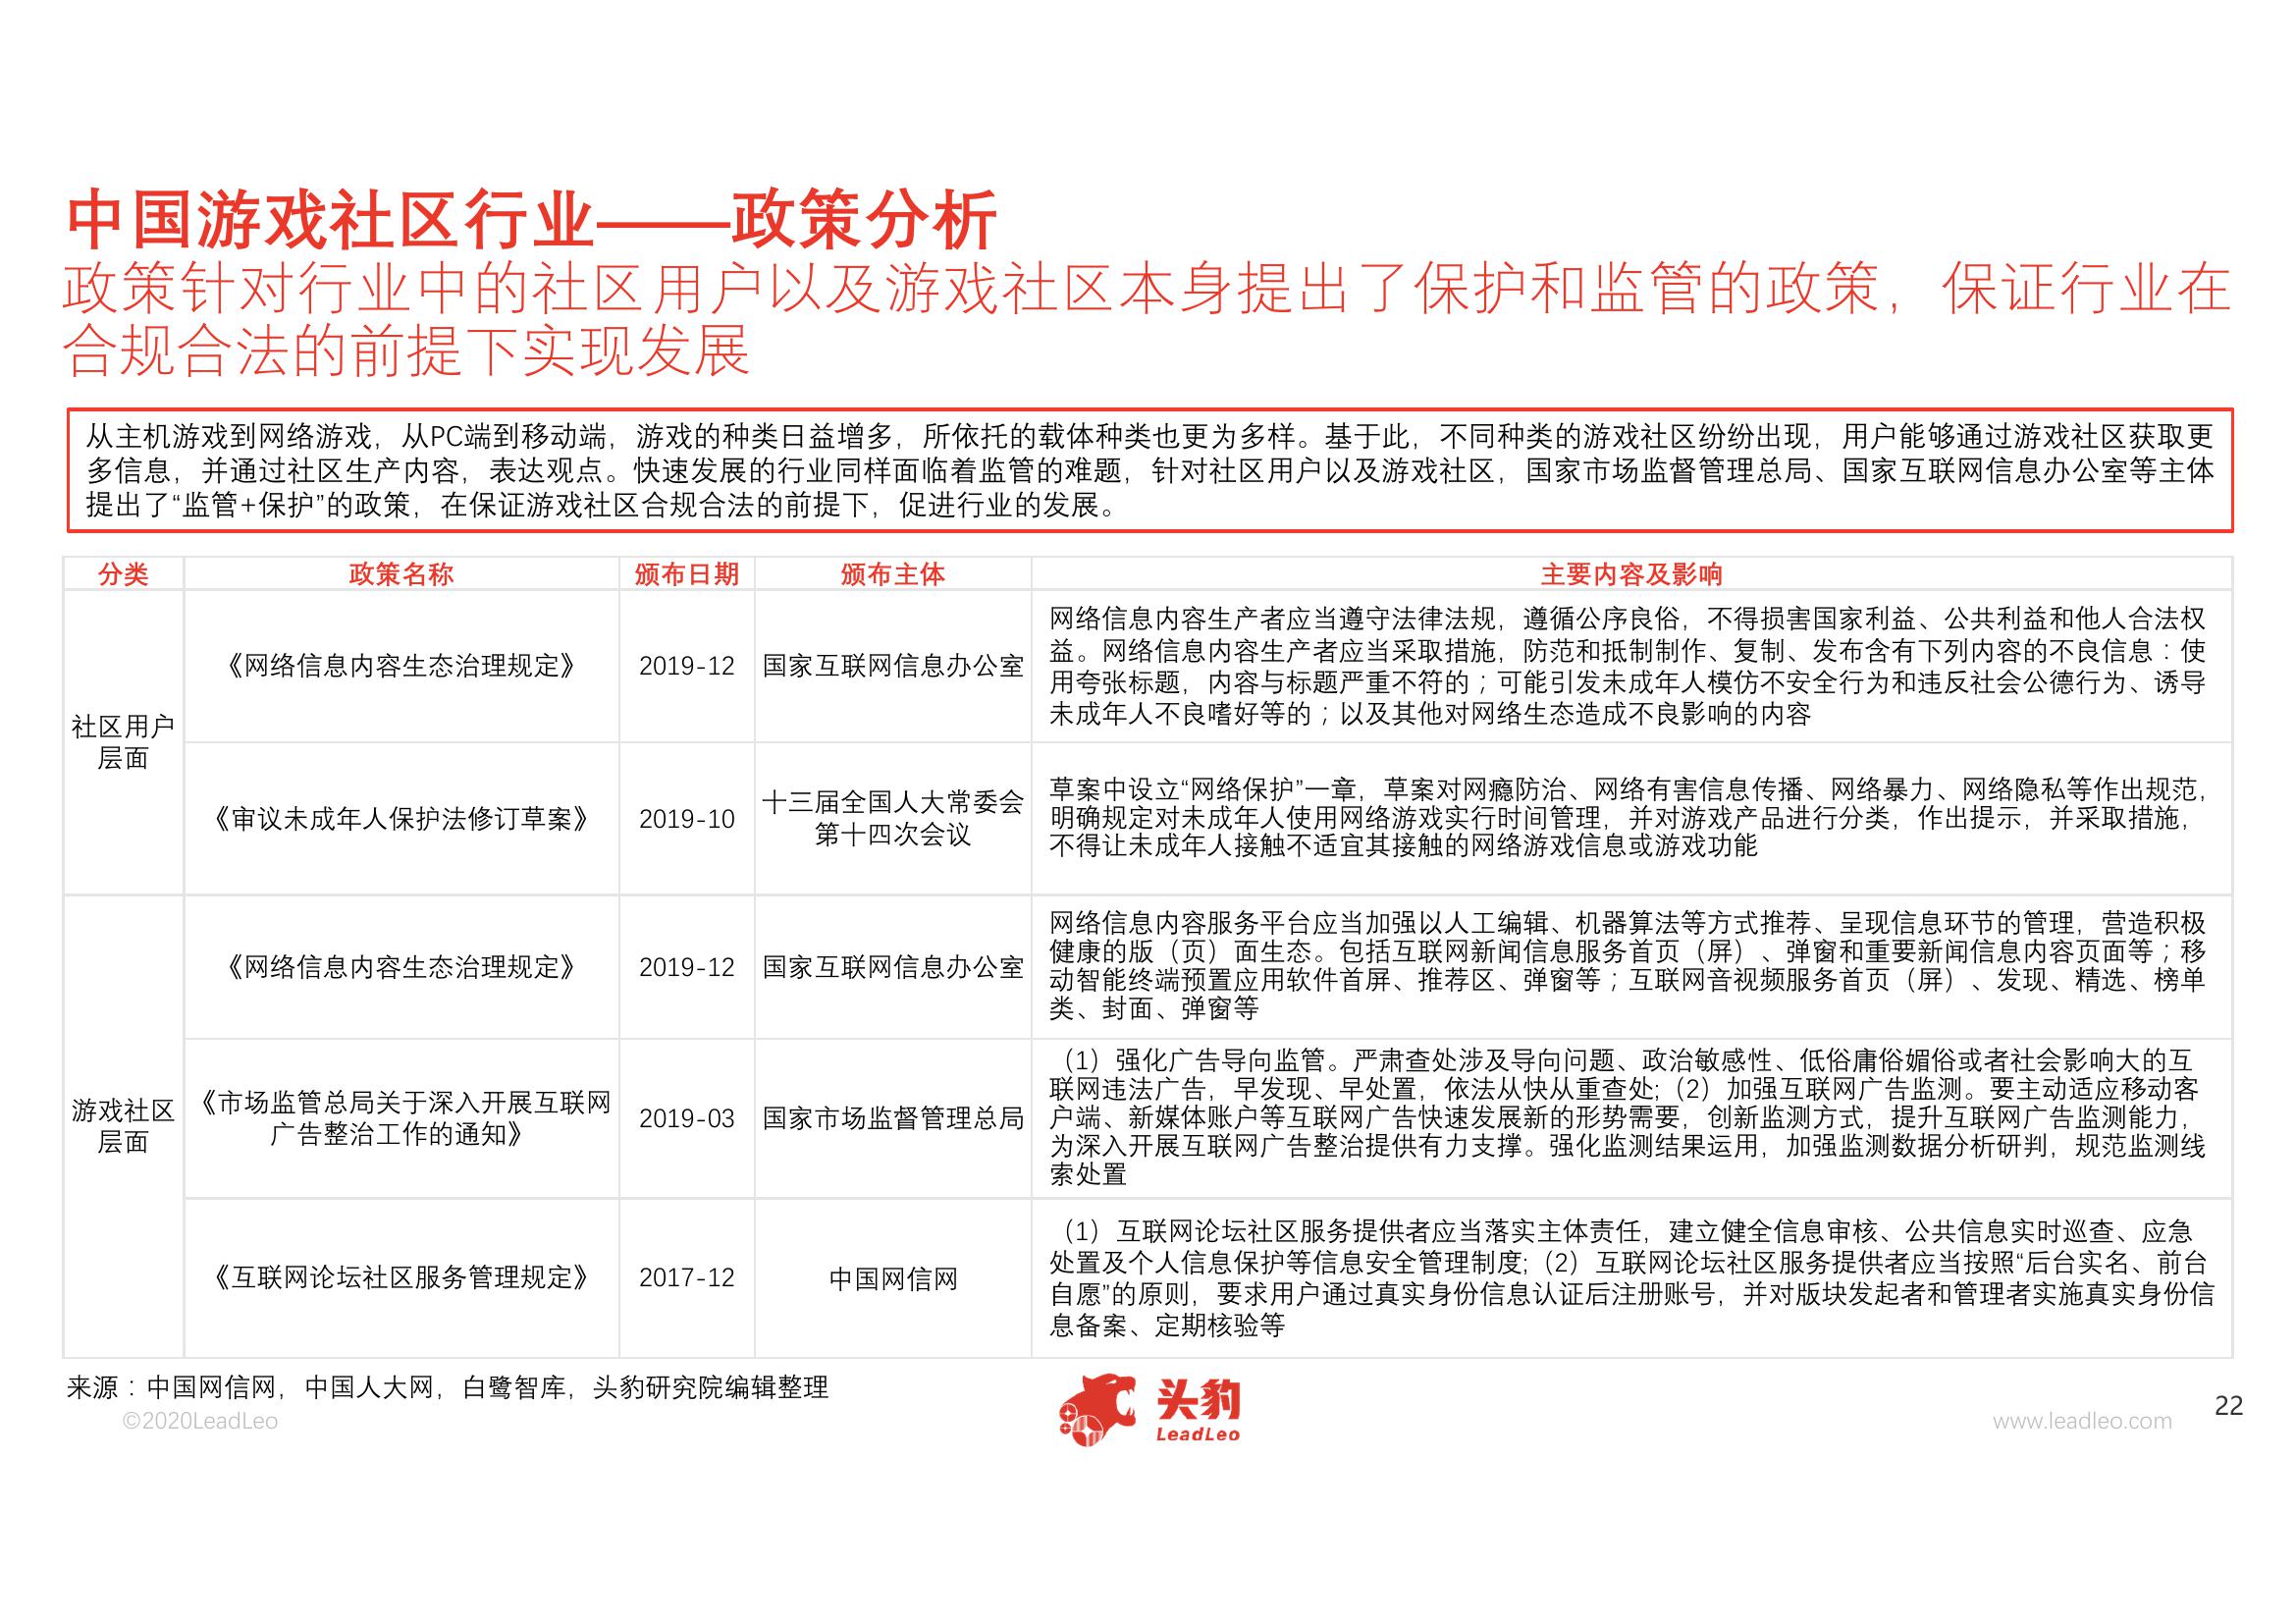 中国游戏社区行业——政策分析
政策针对行业中的社区用户以及游戏社区本身提出了保护和监管的政策，保证行业在
合规合法的前提下实现发展
从主机游戏到网络游戏，从PC端到移动端，游戏的种类日益增多，所依托的载体种类也更为多样。基于此，不同种类的游戏社区纷纷出现，用户能够通过游戏社区获取更
多信息，并通过社区生产内容，表达观点。快速发展的行业同样面临着监管的难题，针对社区用户以及游戏社区，国家市场监督管理总局、国家互联网信息办公室等主体
提出了“监管+保护”的政策，在保证游戏社区合规合法的前提下，促进行业的发展。
分类 政策名称 颁布日期 颁布主体 主要内容及影响
社区用户
层面
《网络信息内容生态治理规定》 2019-12 国家互联网信息办公室
网络信息内容生产者应当遵守法律法规，遵循公序良俗，不得损害国家利益、公共利益和他人合法权
益。网络信息内容生产者应当采取措施，防范和抵制制作、复制、发布含有下列内容的不良信息：使
用夸张标题，内容与标题严重不符的；可能引发未成年人模仿不安全行为和违反社会公德行为、诱导
未成年人不良嗜好等的；以及其他对网络生态造成不良影响的内容
《审议未成年人保护法修订草案》 2019-10
十三届全国人大常委会
第十四次会议
草案中设立“网络保护”一章，草案对网瘾防治、网络有害信息传播、网络暴力、网络隐私等作出规范，
明确规定对未成年人使用网络游戏实行时间管理，并对游戏产品进行分类，作出提示，并采取措施，
不得让未成年人接触不适宜其接触的网络游戏信息或游戏功能
游戏社区
层面
《网络信息内容生态治理规定》 2019-12 国家互联网信息办公室
网络信息内容服务平台应当加强以人工编辑、机器算法等方式推荐、呈现信息环节的管理，营造积极
健康的版（页）面生态。包括互联网新闻信息服务首页（屏）、弹窗和重要新闻信息内容页面等；移
动智能终端预置应用软件首屏、推荐区、弹窗等；互联网音视频服务首页（屏）、发现、精选、榜单
类、封面、弹窗等
《市场监管总局关于深入开展互联网
广告整治工作的通知》
2019-03 国家市场监督管理总局
（1）强化广告导向监管。严肃查处涉及导向问题、政治敏感性、低俗庸俗媚俗或者社会影响大的互
联网违法广告，早发现、早处置，依法从快从重查处;（2）加强互联网广告监测。要主动适应移动客
户端、新媒体账户等互联网广告快速发展新的形势需要，创新监测方式，提升互联网广告监测能力，
为深入开展互联网广告整治提供有力支撑。强化监测结果运用，加强监测数据分析研判，规范监测线
索处置
《互联网论坛社区服务管理规定》 2017-12 中国网信网
（1）互联网论坛社区服务提供者应当落实主体责任，建立健全信息审核、公共信息实时巡查、应急
处置及个人信息保护等信息安全管理制度;（2）互联网论坛社区服务提供者应当按照“后台实名、前台
自愿”的原则，要求用户通过真实身份信息认证后注册账号，并对版块发起者和管理者实施真实身份信
息备案、定期核验等
来源：中国网信网，中国人大网，白鹭智库，头豹研究院编辑整理
©2020LeadLeo
头豹
LeadLeo
www.leadleo.com
22